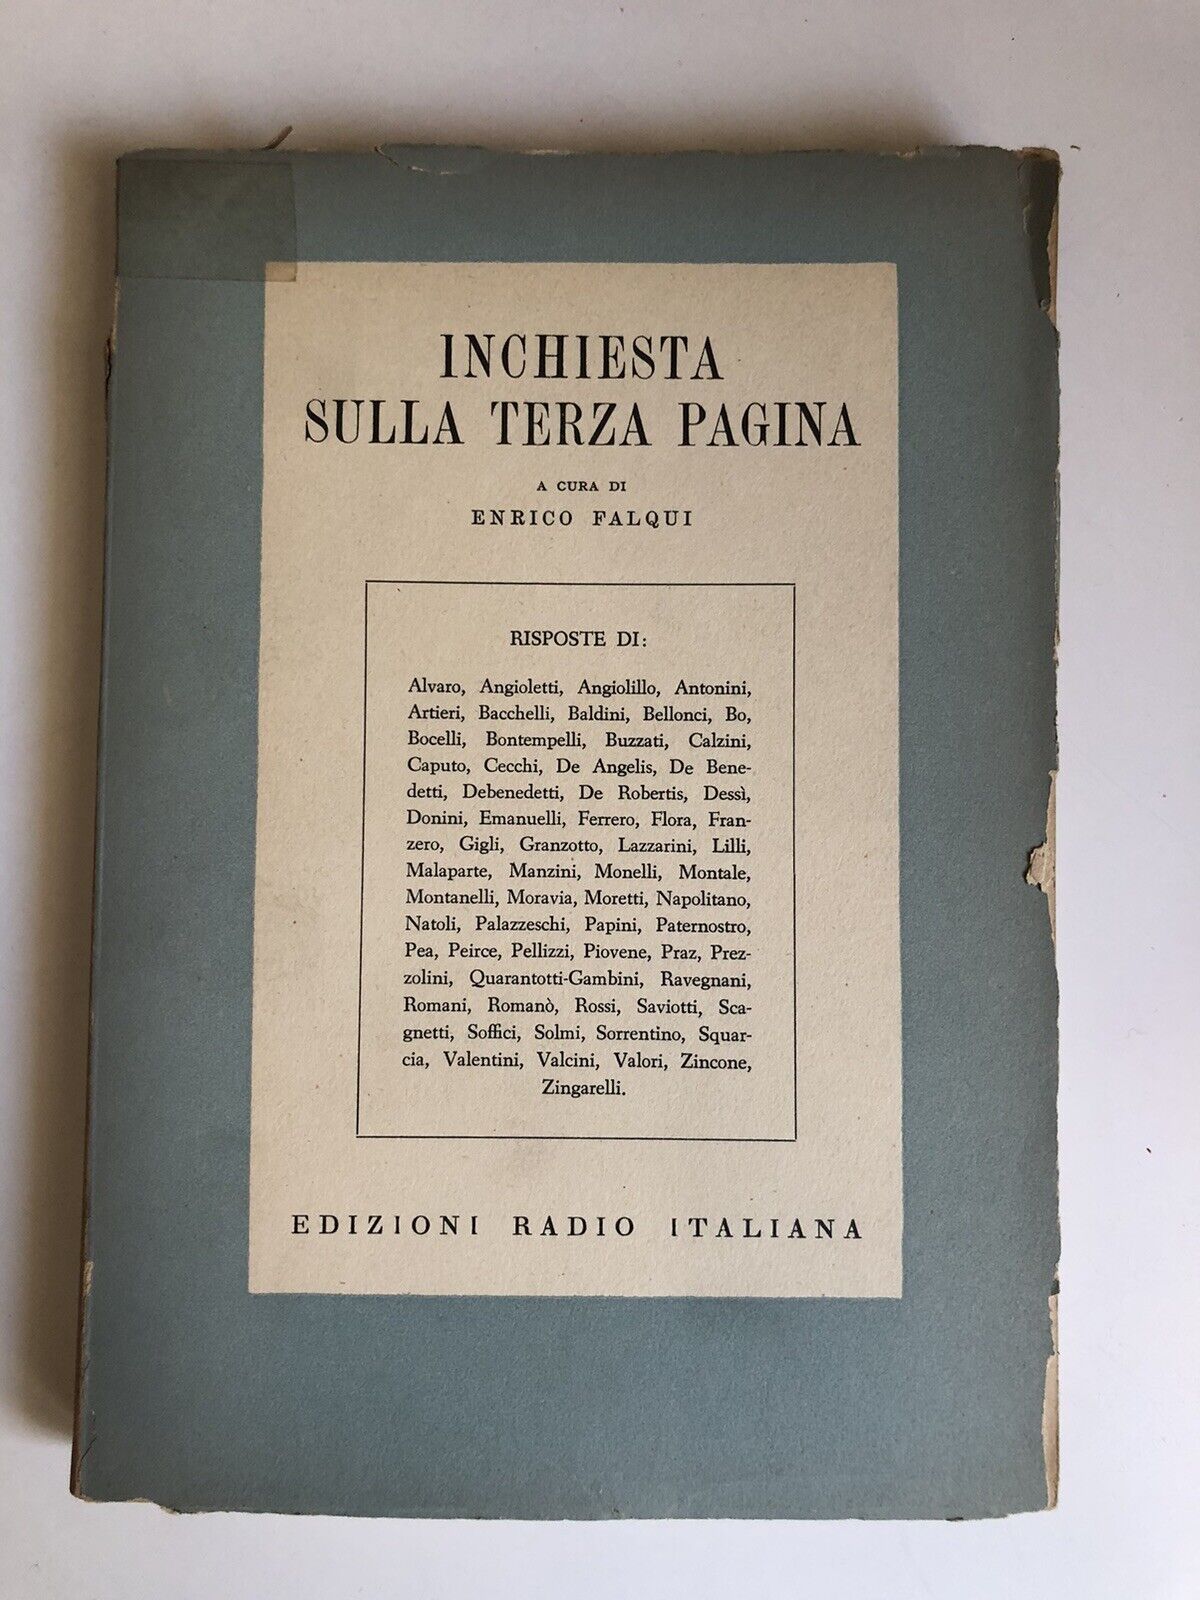 INCHIESTA
SULLA TERZA PAGINA
A CURA DI
ENRICO FALQUI
RISPOSTE DI:
Alvaro, Angioletti, Angiolillo, Antonini,
Artieri, Bacchelli, Baldini, Bellonci, Bo,
Bocelli, Bontempelli, Buzzati, Calzini,
Caputo, Cecchi, De Angelis, De Bene-
detti, Debenedetti, De Robertis, Dessì,
Donini, Emanuelli, Ferrero, Flora, Fran-
zero, Gigli, Granzotto, Lazzarini, Lilli,
Malaparte, Manzini, Monelli, Montale,
Montanelli, Moravia, Moretti, Napolitano,
Natoli, Palazzeschi, Papini, Paternostro,
Pea, Peirce, Pellizzi, Piovene, Praz, Prez-
zolini, Quarantotti-Gambini, Ravegnani,
Romani, Romanò, Rossi, Saviotti, Sca-
gnetti, Soffici, Solmi, Sorrentino, Squar-
cia, Valentini, Valcini, Valori, Zincone,
Zingarelli.
EDIZIONI RADIO ITALIANA